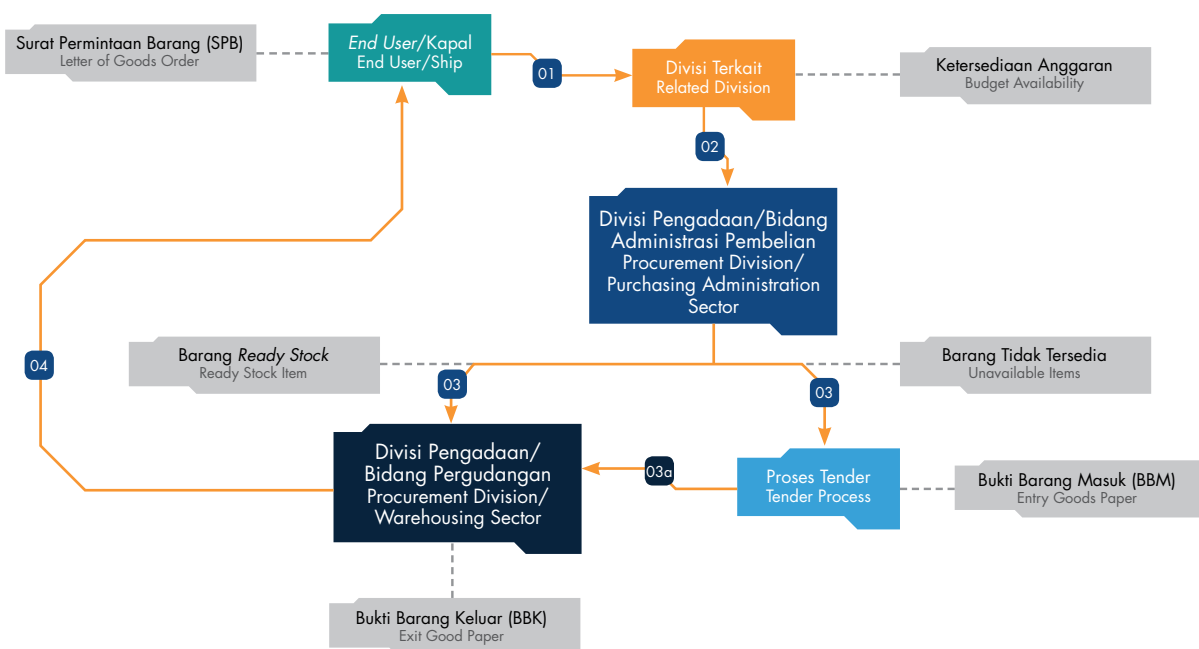 Surat Permintaan Barang (SPB)
Letter of Goods Order
End User/Kapal
End User/Ship
01
Divisi Terkait
Related Division
Ketersediaan Anggaran
Budget Availability
02
Divisi Pengadaan/Bidang
Administrasi Pembelian
Procurement Division/
Purchasing Administration
Sector
04
Barang Ready Stock
Ready Stock Item
03
03
Barang Tidak Tersedia
Unavailable Items
Divisi Pengadaan/
Bidang Pergudangan
Procurement Division/
Warehousing Sector
03a
Proses Tender
Tender Process
Bukti Barang Masuk (BBM)
Entry Goods Paper
Bukti Barang Keluar (BBK)
Exit Good Paper